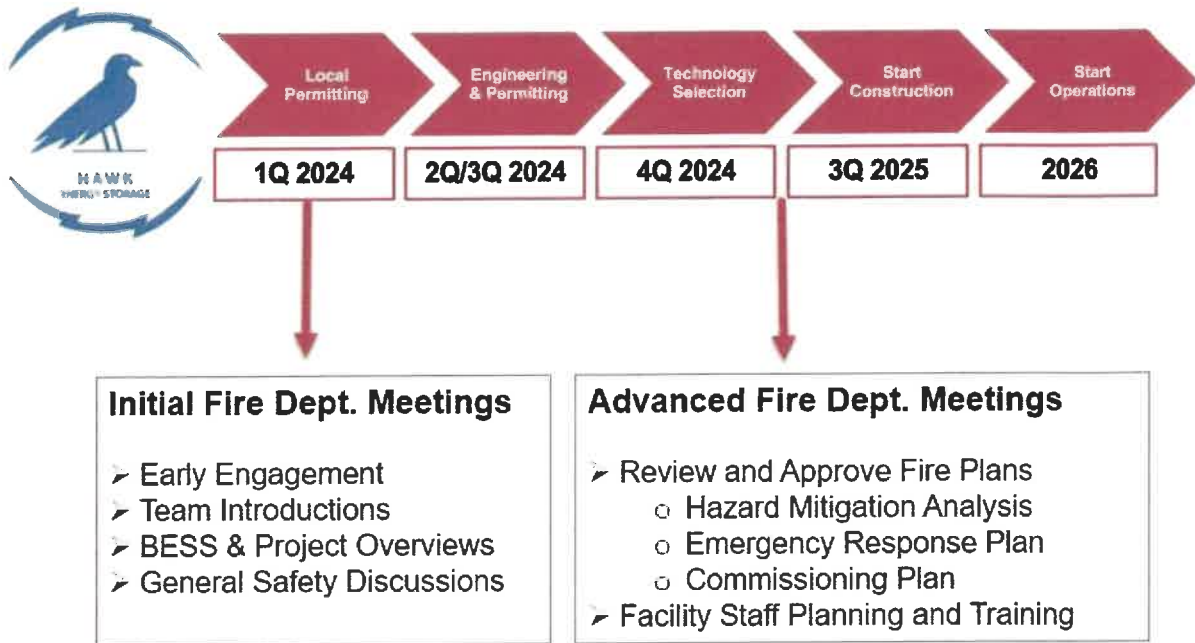 HAWK
ENERGY STORAGE
Local
Permitting
Engineering
& Permitting
Technology
Selection
Start
Construction
Start
Operations
1Q 2024
2Q/3Q 2024
4Q 2024
3Q 2025
2026
Initial Fire Dept. Meetings
➢ Early Engagement
➢ Team Introductions
➢ BESS & Project Overviews
➢ General Safety Discussions
Advanced Fire Dept. Meetings
➢ Review and Approve Fire Plans
o Hazard Mitigation Analysis
o Emergency Response Plan
o Commissioning Plan
➢ Facility Staff Planning and Training